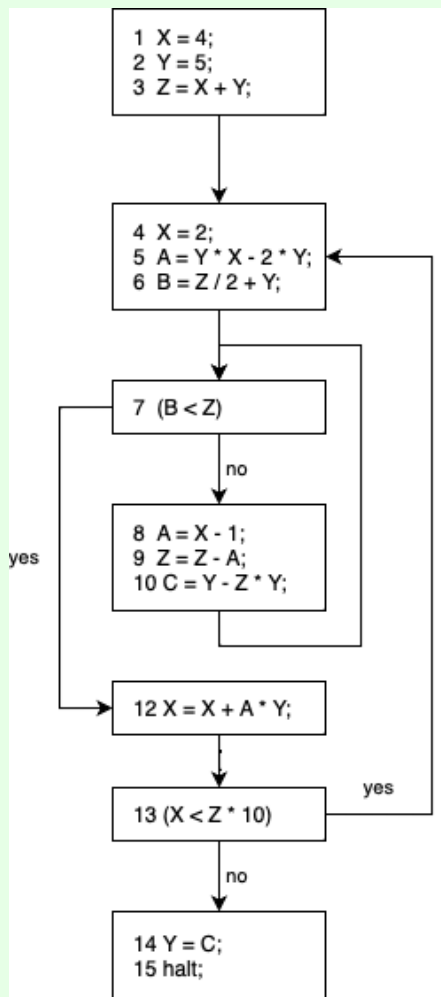 1 X = 4;
2 Y = 5;
3 Z = X + Y;
4 X = 2;
5 A = Y * X - 2 * Y;
6 B = Z / 2 + Y;
7 (B < Z)
no
8 A = X - 1;
9 Z = Z - A;
10 C = Y - Z * Y;
yes
12 X = X + A * Y;
yes
13 (X < Z * 10)
no
14 Y = C;
15 halt;